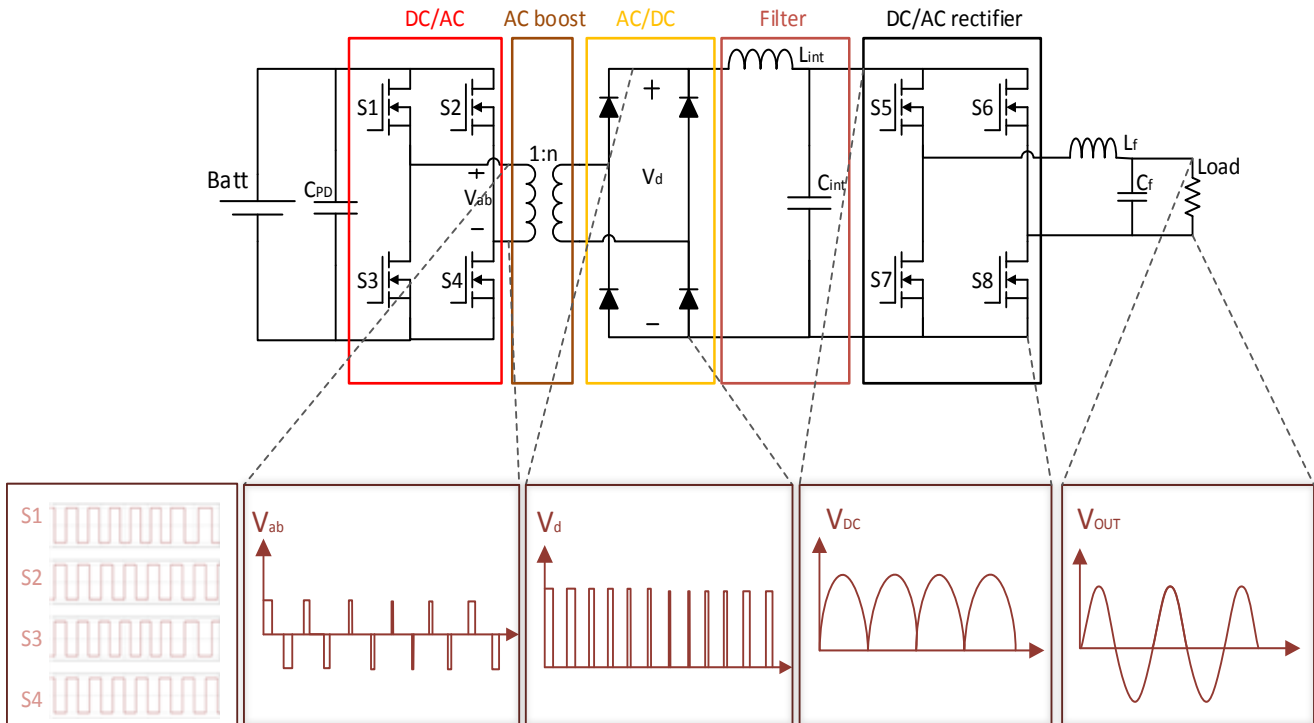 DC/AC AC boost AC/DC Filter DC/AC rectifier
Lint
S1 S2 S5 S6
1:n Lf
Batt CPD + Vab − + Vd − Cint Cf Load
S3 S4 S7 S8
S1 Vab Vd VDC VOUT
S2
S3
S4